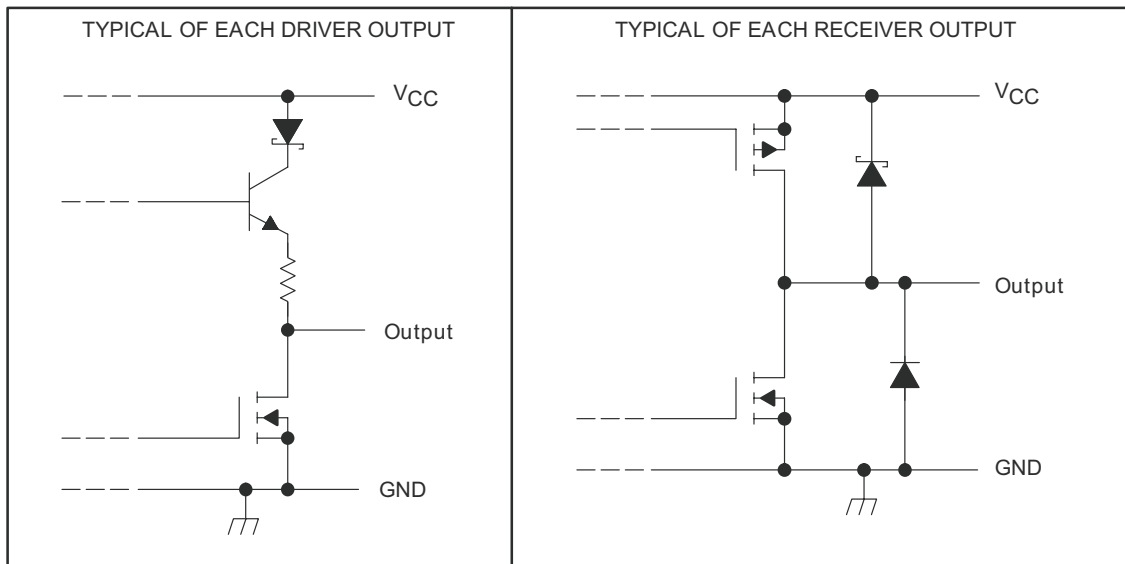 TYPICAL OF EACH DRIVER OUTPUT
VCC
Output
GND
TYPICAL OF EACH RECEIVER OUTPUT
VCC
Output
GND